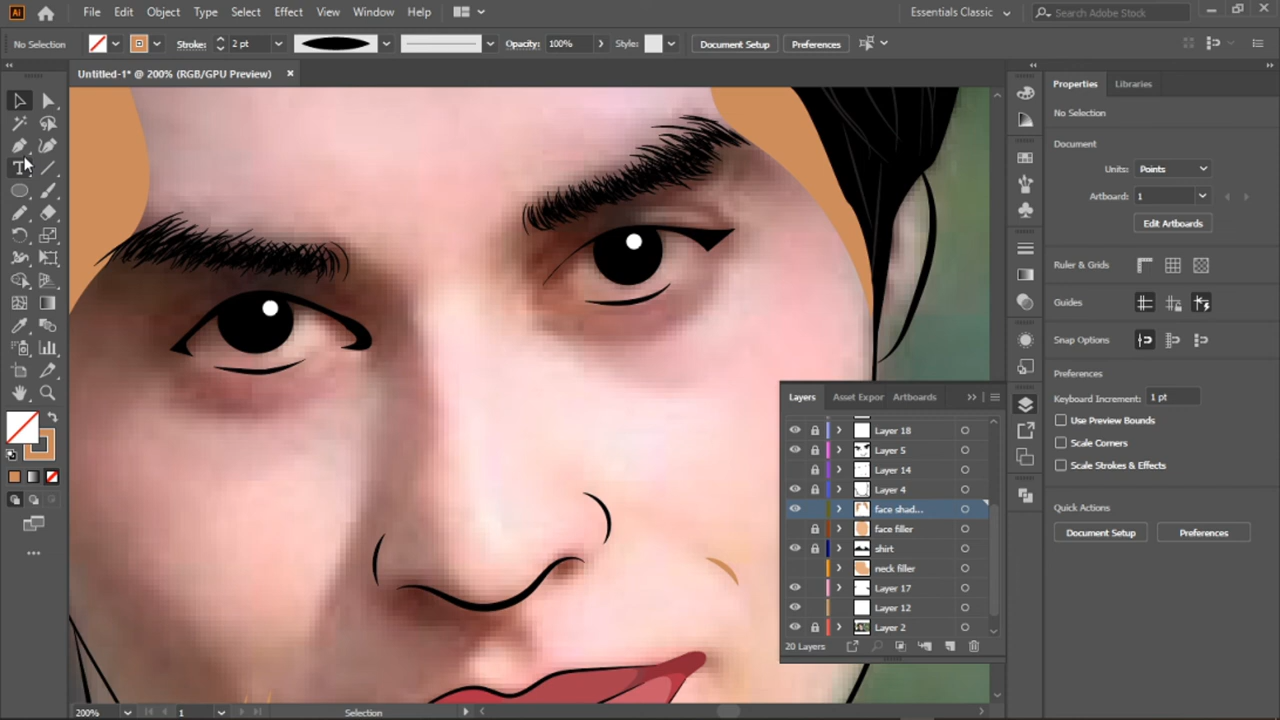 Ai File Edit Object Type Select Effect View Window Help Essentials Classic Search Adobe Stock
No Selection Stroke: 2 pt Opacity: 100% Style: Document Setup Preferences
Untitled-1* @ 200% (RGB/GPU Preview)
Properties Libraries
No Selection
Document
Units: Points
Artboard: 1
Edit Artboards
Ruler & Grids
Guides
Snap Options
Preferences
Keyboard Increment: 1 pt
Use Preview Bounds
Scale Corners
Scale Strokes & Effects
Quick Actions
Document Setup Preferences
Layers Asset Expor Artboards
Layer 18
Layer 5
Layer 14
Layer 4
face shad...
face filler
shirt
neck filler
Layer 17
Layer 12
Layer 2
20 Layers
200% 1 Selection